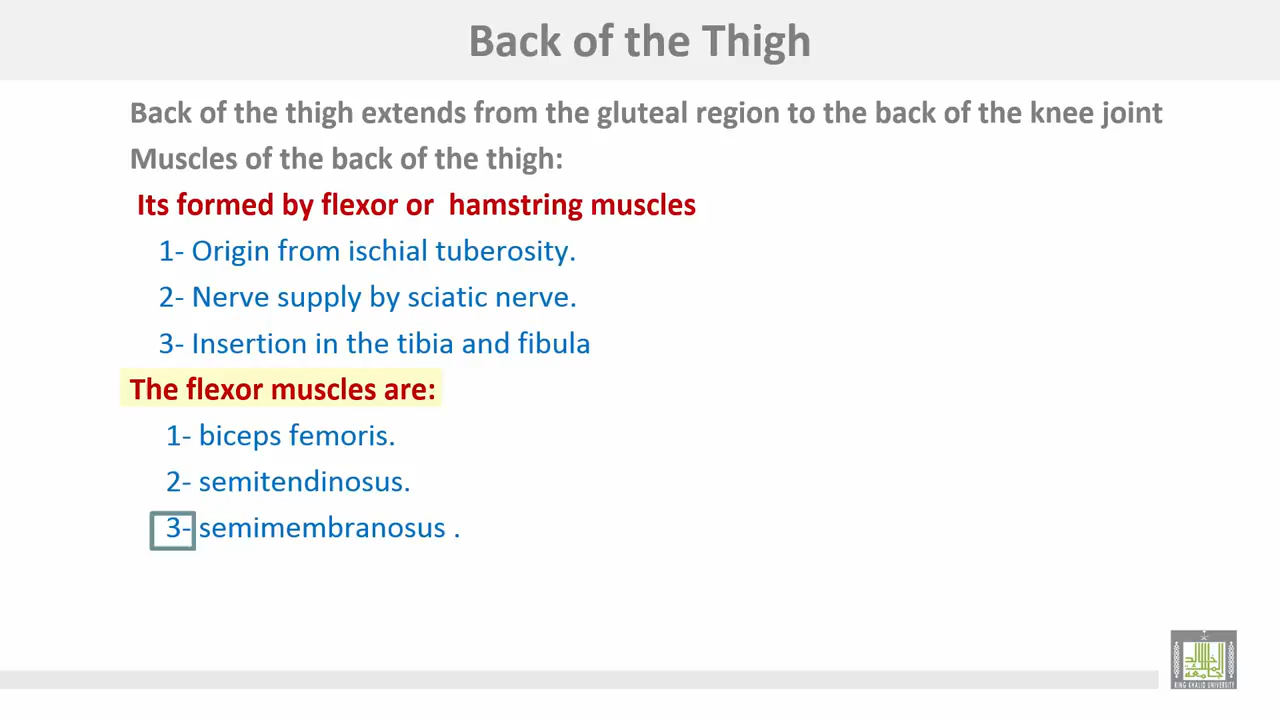 Back of the Thigh
Back of the thigh extends from the gluteal region to the back of the knee joint
Muscles of the back of the thigh:
Its formed by flexor or  hamstring muscles
1- Origin from ischial tuberosity.
2- Nerve supply by sciatic nerve.
3- Insertion in the tibia and fibula
The flexor muscles are:
1- biceps femoris.
2- semitendinosus.
3- semimembranosus .
KING KHALID UNIVERSITY